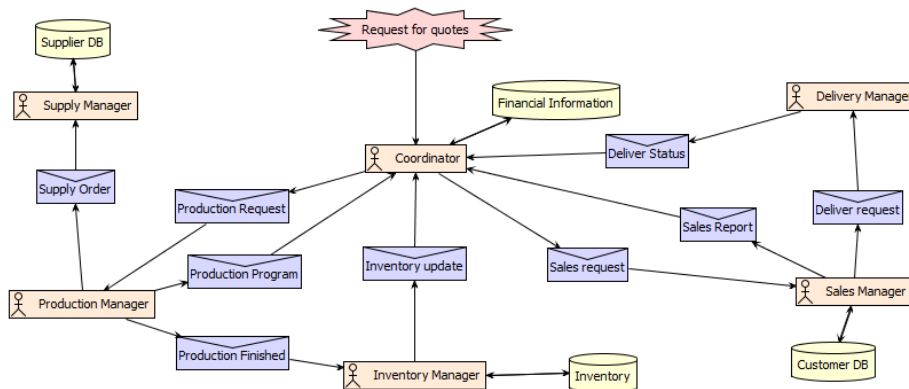 Request for quotes
Supplier DB
Supply Manager
Financial Information
Delivery Manager
Coordinator
Deliver Status
Supply Order
Production Request
Deliver request
Sales Report
Production Program
Inventory update
Sales request
Production Manager
Sales Manager
Production Finished
Inventory Manager
Inventory
Customer DB